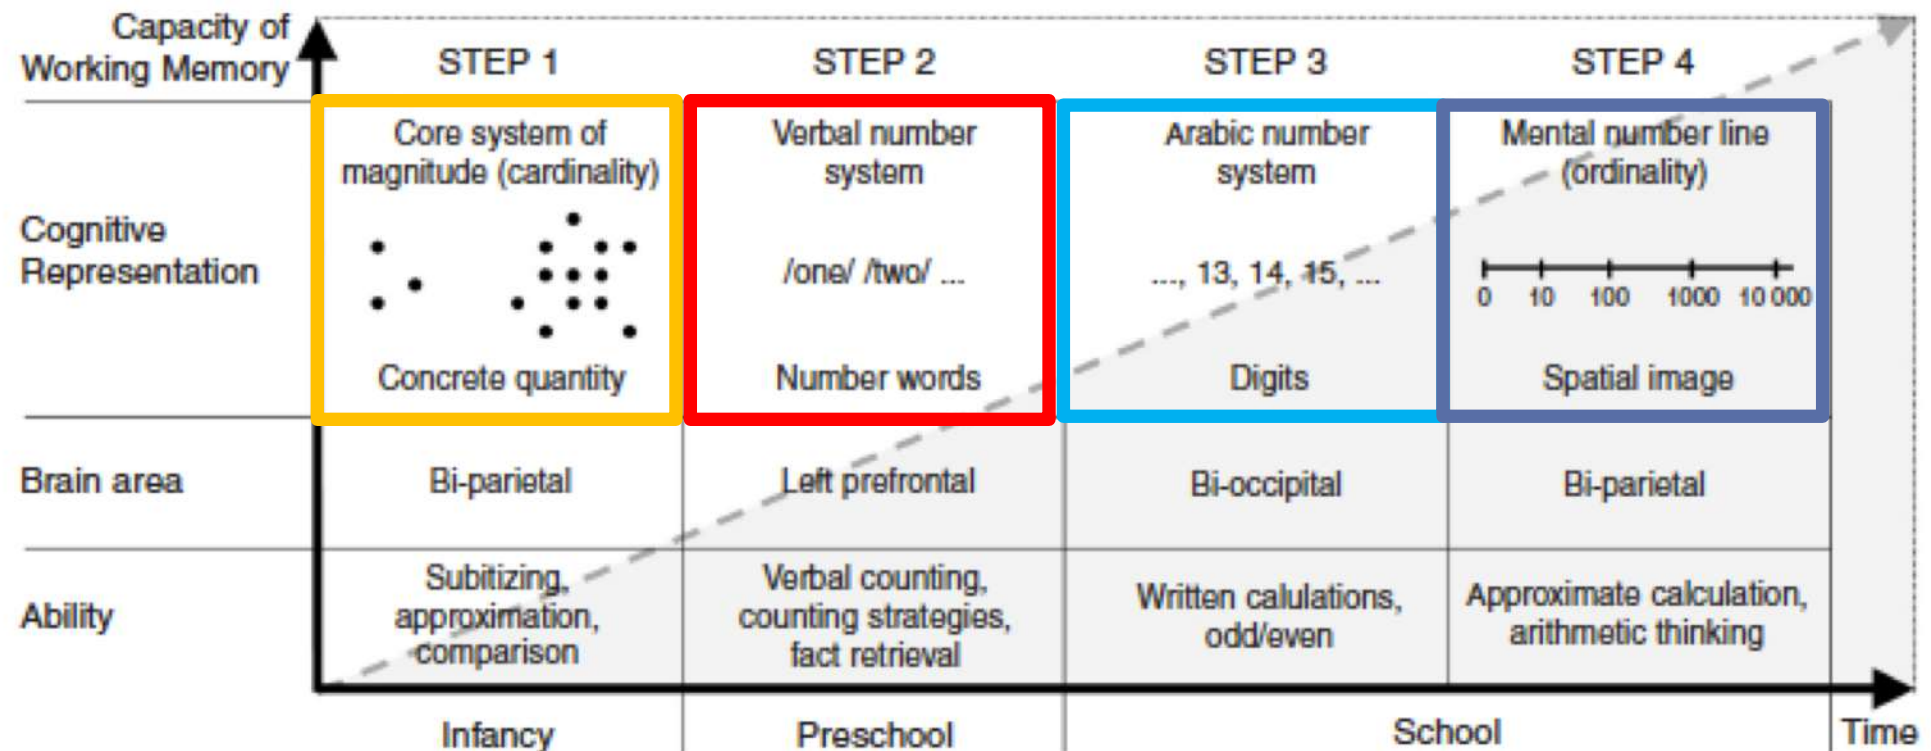 Capacity of
Working Memory
STEP 1
STEP 2
STEP 3
STEP 4
Cognitive
Representation
Core system of
magnitude (cardinality)
Concrete quantity
Verbal number
system
/one/ /two/ ...
Number words
Arabic number
system
..., 13, 14, 15, ...
Digits
Mental number line
(ordinality)
0 10 100 1000 10 000
Spatial image
Brain area
Bi-parietal
Left prefrontal
Bi-occipital
Bi-parietal
Ability
Subitizing,
approximation,
comparison
Verbal counting,
counting strategies,
fact retrieval
Written calulations,
odd/even
Approximate calculation,
arithmetic thinking
Infancy
Preschool
School
Time